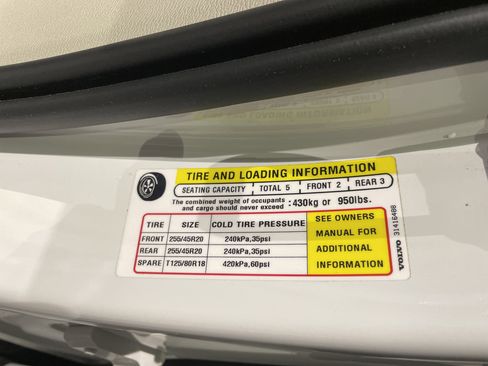 TIRE AND LOADING INFORMATION
SEATING CAPACITY TOTAL 5 FRONT 2 REAR 3
The combined weight of occupants and cargo should never exceed :430kg or 950lbs.
TIRE SIZE COLD TIRE PRESSURE
FRONT 255/45R20 240kPa,35psi
REAR 255/45R20 240kPa,35psi
SPARE T125/80R18 420kPa,60psi
SEE OWNERS
MANUAL FOR
ADDITIONAL
INFORMATION
VOLVO 31416488